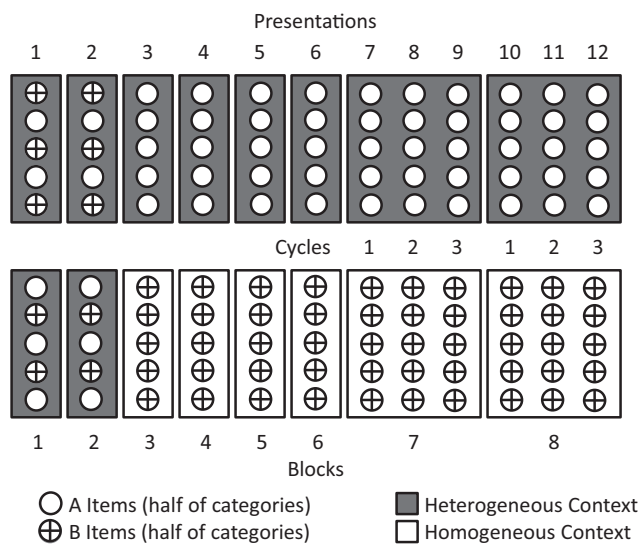 Presentations
1 2 3 4 5 6 7 8 9 10 11 12
Cycles 1 2 3 1 2 3
1 2 3 4 5 6 7 8
Blocks
A Items (half of categories) Heterogeneous Context
B Items (half of categories) Homogeneous Context